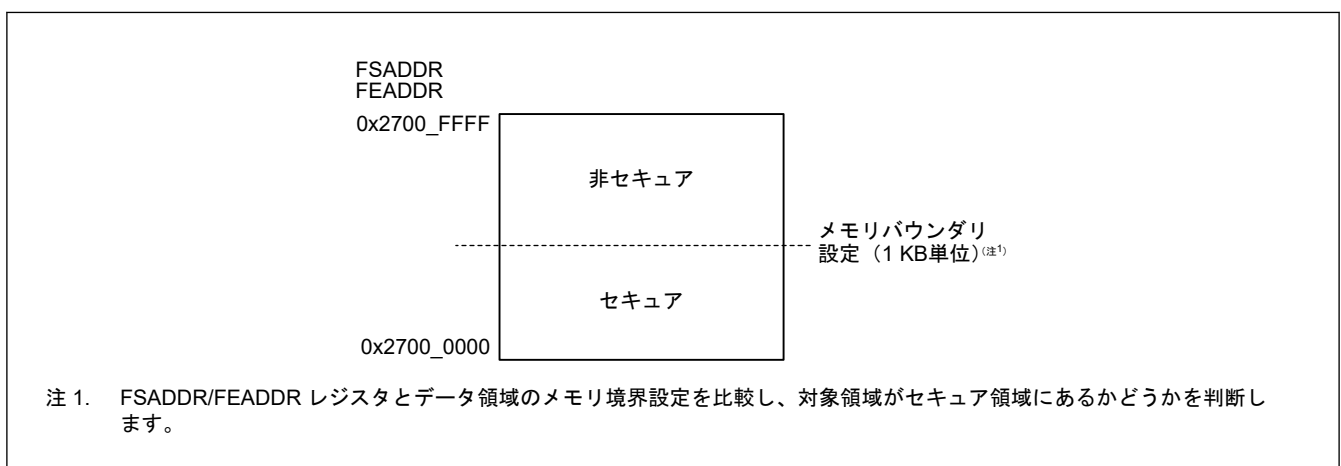 FSADDR
FEADDR
0x2700_FFFF
非セキュア
メモリバウンダリ
設定（1 KB単位）(注1)
セキュア
0x2700_0000
注 1. FSADDR/FEADDR レジスタとデータ領域のメモリ境界設定を比較し、対象領域がセキュア領域にあるかどうかを判断し
ます。